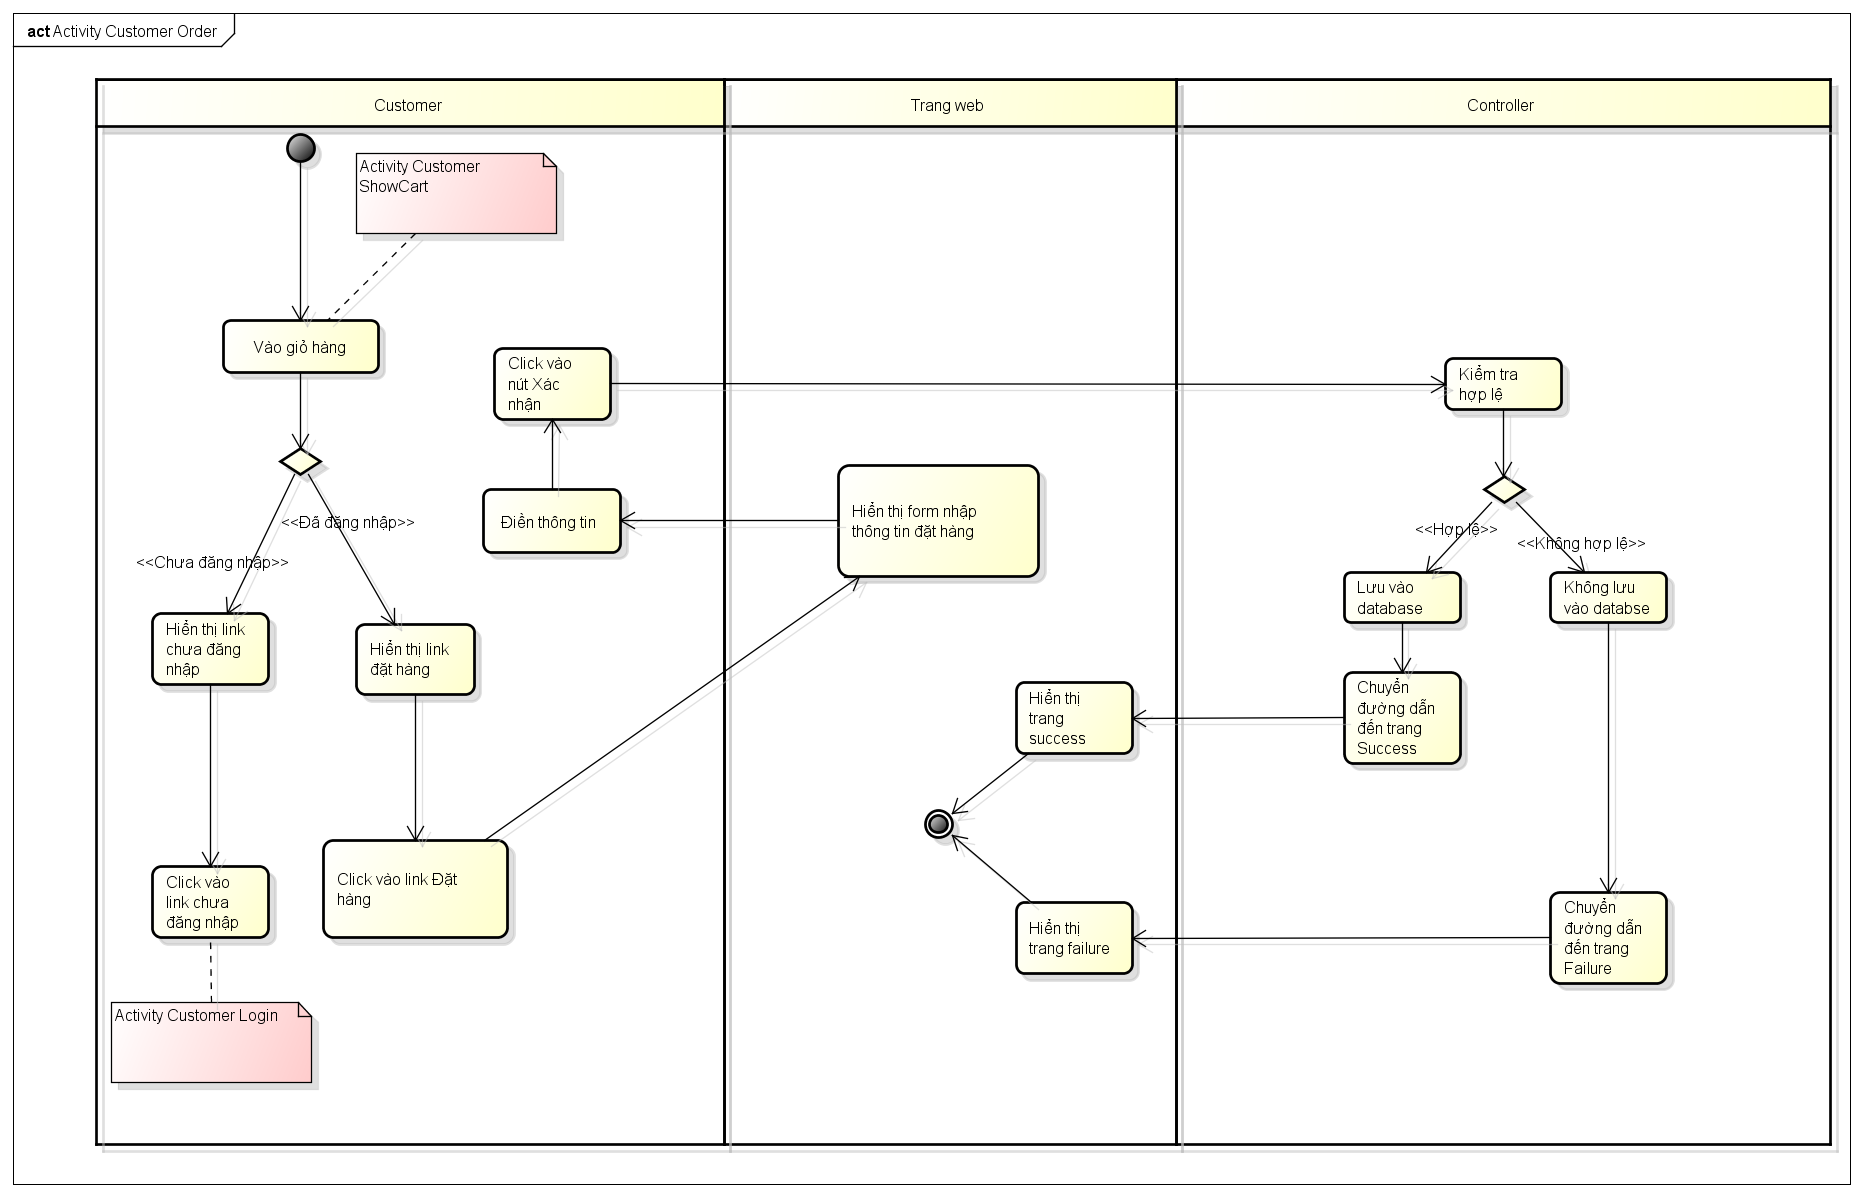 act Activity Customer Order
Customer
Trang web
Controller
Activity Customer
ShowCart
Vào giỏ hàng
Click vào
nút Xác
nhận
Kiểm tra
hợp lệ
<<Đã đăng nhập>>
<<Chưa đăng nhập>>
Điền thông tin
Hiển thị form nhập
thông tin đặt hàng
<<Hợp lệ>>
<<Không hợp lệ>>
Lưu vào
database
Không lưu
vào databse
Hiển thị link
chưa đăng
nhập
Hiển thị link
đặt hàng
Hiển thị
trang
success
Chuyển
đường dẫn
đến trang
Success
Click vào
link chưa
đăng nhập
Click vào link Đặt
hàng
Hiển thị
trang failure
Chuyển
đường dẫn
đến trang
Failure
Activity Customer Login